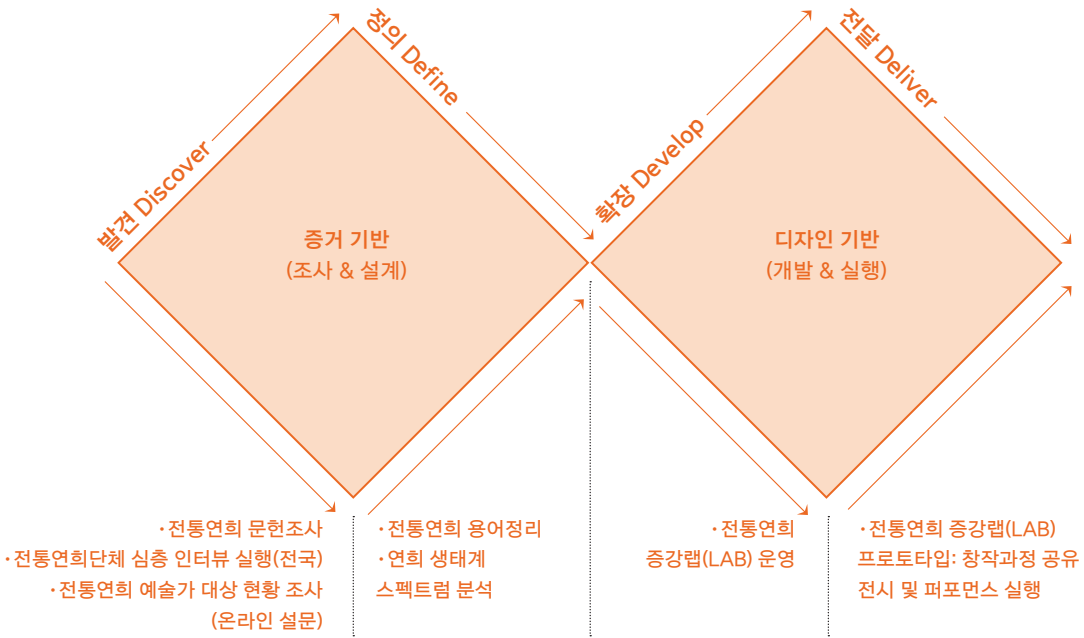 발견 Discover
정의 Define
확장 Develop
전달 Deliver
증거 기반
(조사 & 설계)
디자인 기반
(개발 & 실행)
·전통연희 문헌조사
·전통연희단체 심층 인터뷰 실행(전국)
·전통연희 예술가 대상 현황 조사
(온라인 설문)
·전통연희 용어정리
·연희 생태계
스펙트럼 분석
·전통연희
증강랩(LAB) 운영
·전통연희 증강랩(LAB)
프로토타입: 창작과정 공유
전시 및 퍼포먼스 실행